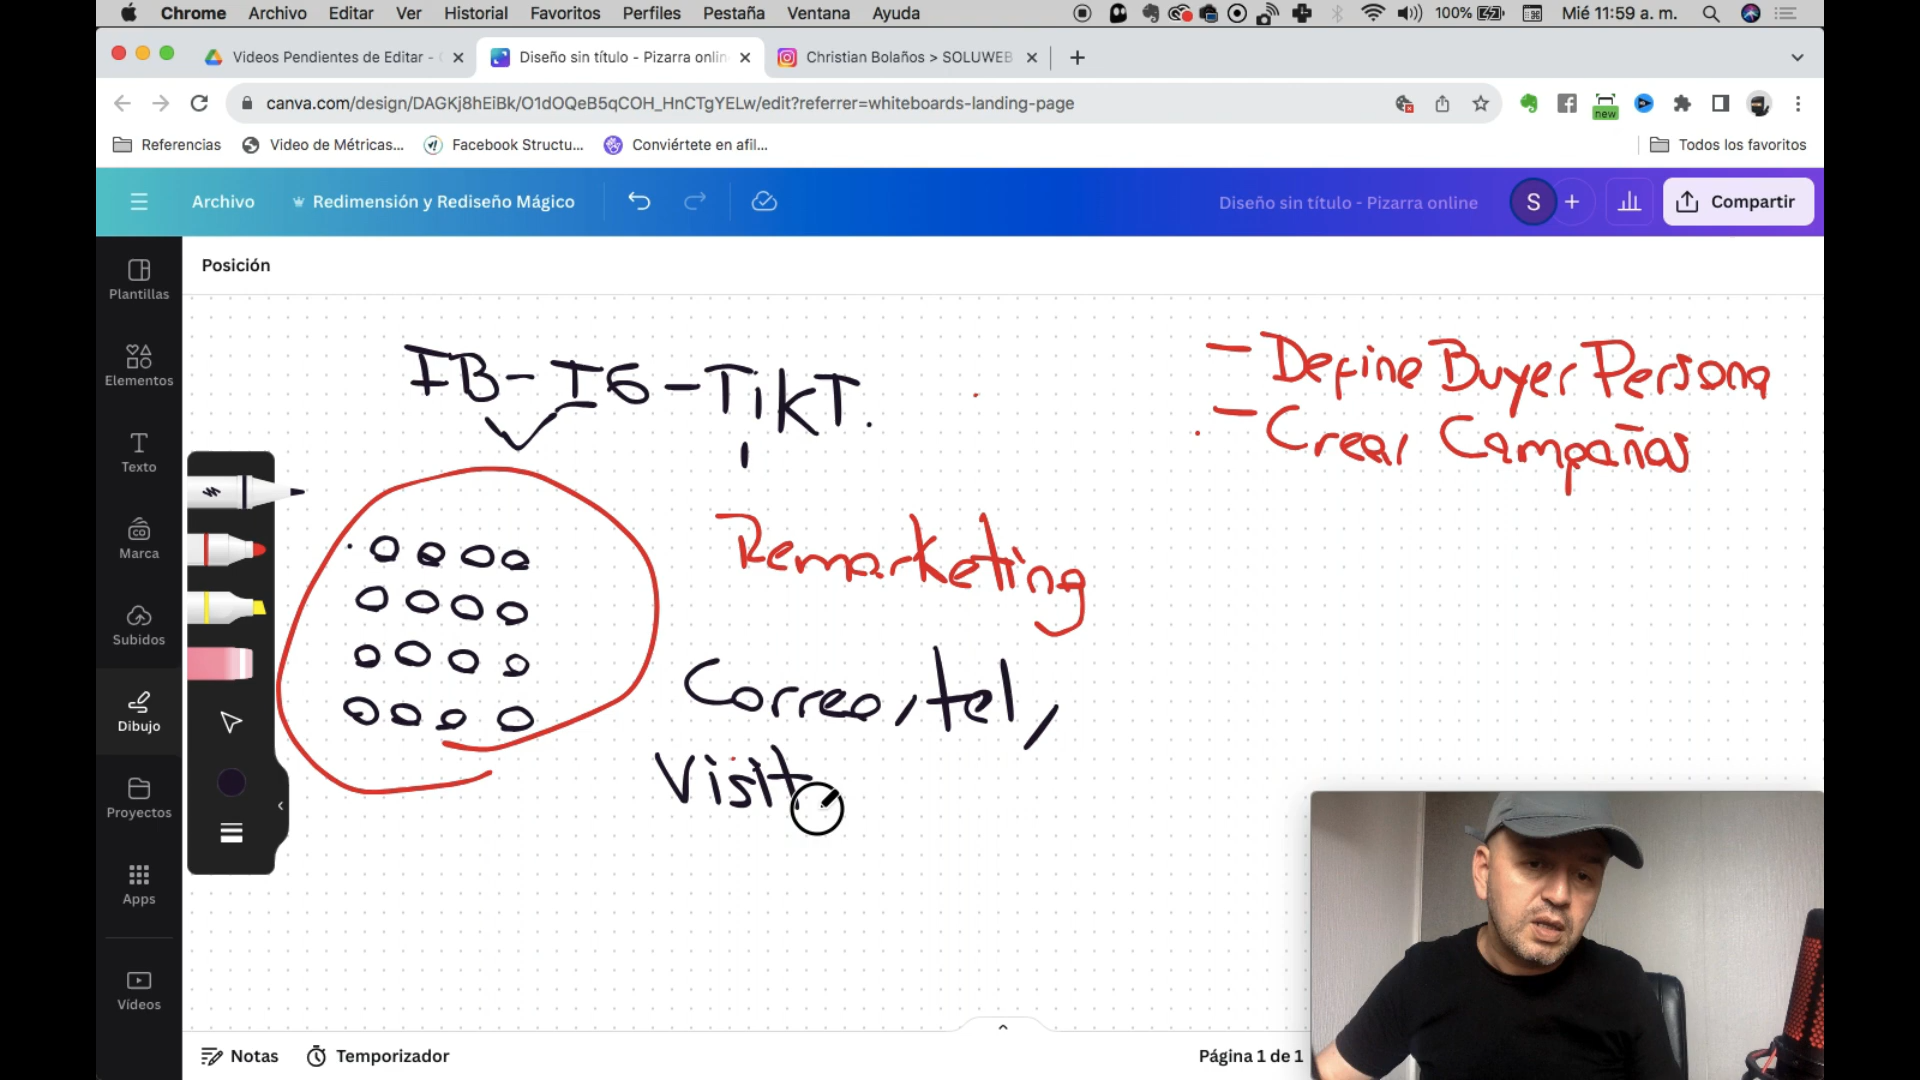 Chrome Archivo Editar Ver Historial Favoritos Perfiles Pestaña Ventana Ayuda 100% Mié 11:59 a. m.
Videos Pendientes de Editar - Diseño sin título - Pizarra onlin Christian Bolaños > SOLUWEB
canva.com/design/DAGKj8hEiBk/O1dOQeB5qCOH_HnCTgYELw/edit?referrer=whiteboards-landing-page
new
Referencias Video de Métricas... Facebook Structu... Conviértete en afil... Todos los favoritos
Archivo Redimensión y Rediseño Mágico Diseño sin título - Pizarra online S + Compartir
Posición
Plantillas
Elementos
Texto
Marca
Subidos
Dibujo
Proyectos
Apps
Vídeos
FB - IG - TikT.
- Define Buyer Persona
- Crear Campañas
Remarketing
Correo, tel,
Visit
Notas Temporizador Página 1 de 1